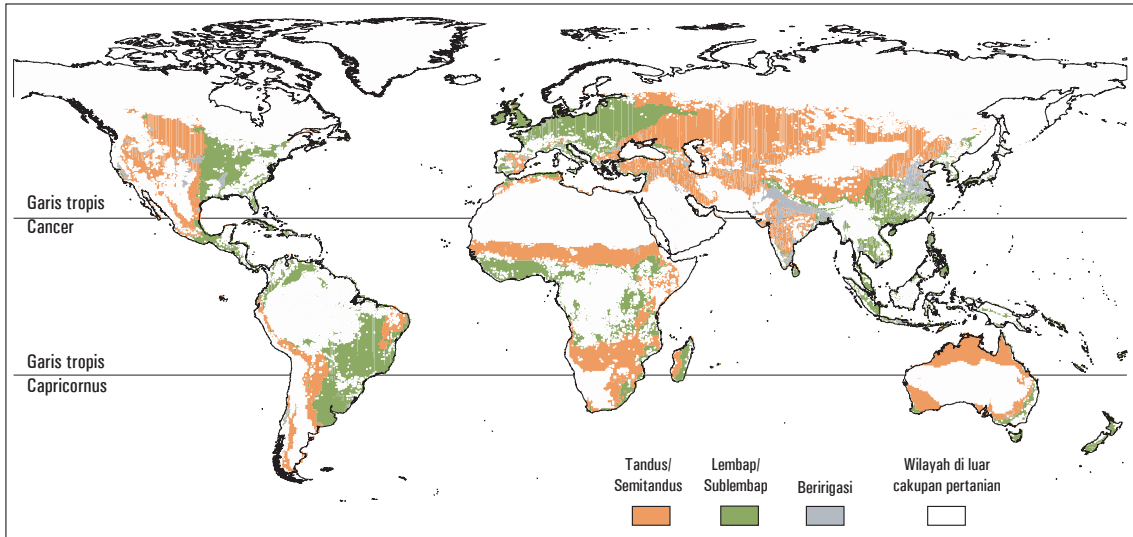 Garis tropis
Cancer
Garis tropis
Capricornus
Tandus/
Semitandus
Lembap/
Sublembap
Beririgasi
Wilayah di luar
cakupan pertanian